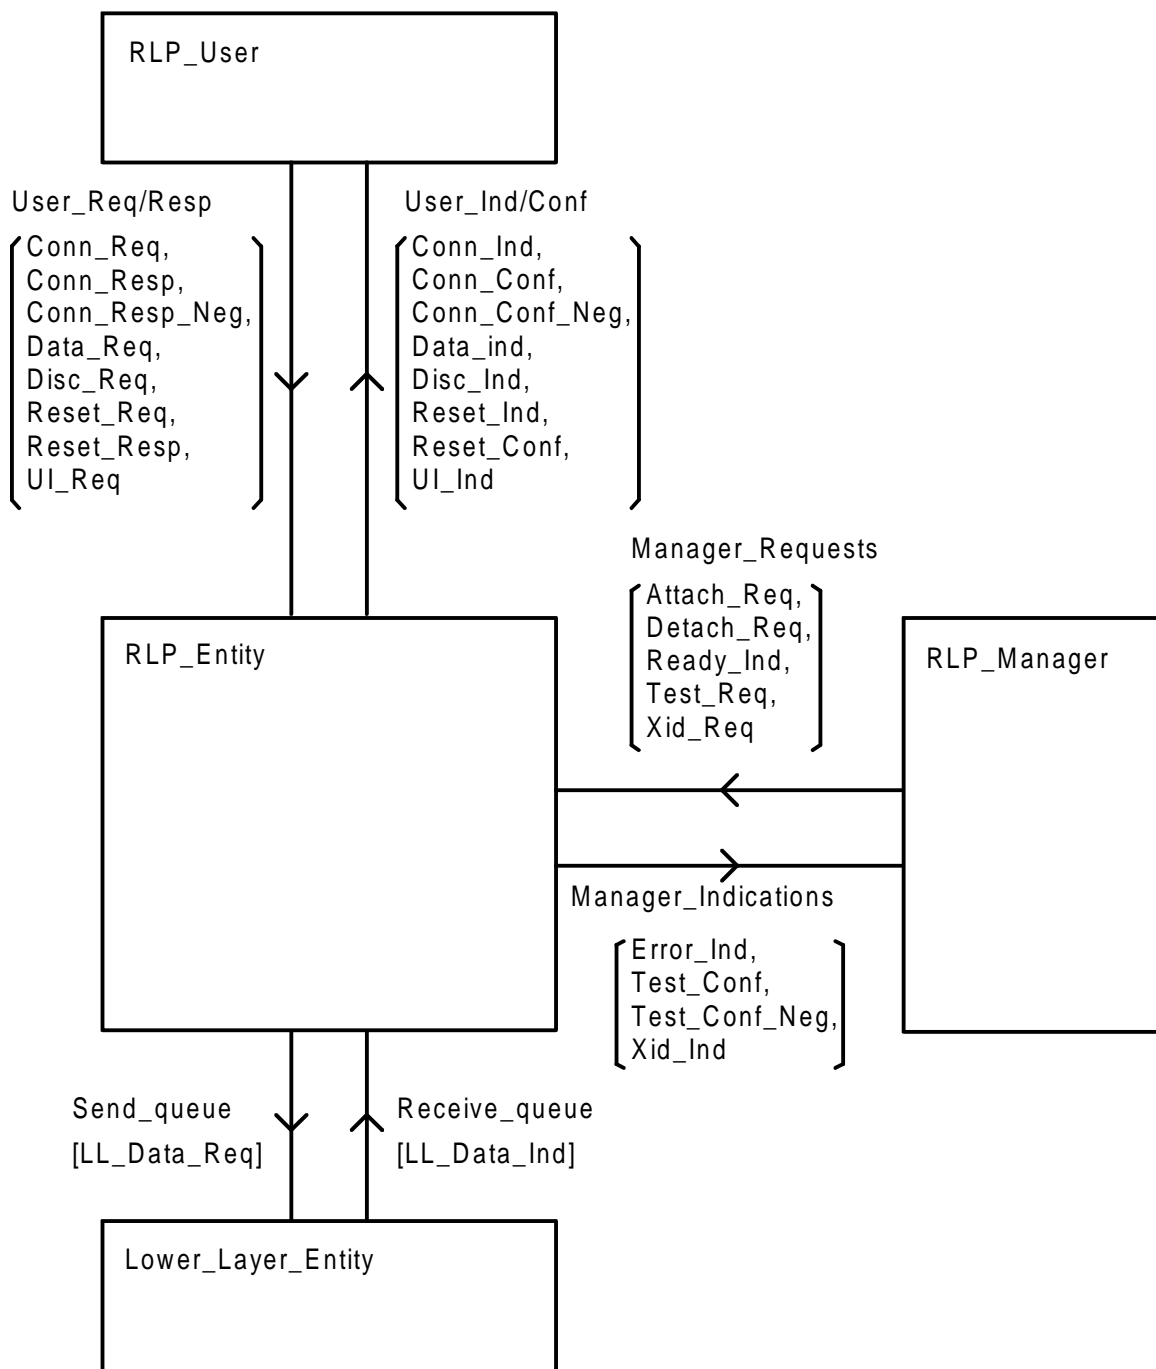 RLP_User
User_Req/Resp
Conn_Req,
Conn_Resp,
Conn_Resp_Neg,
Data_Req,
Disc_Req,
Reset_Req,
Reset_Resp,
UI_Req
User_Ind/Conf
Conn_Ind,
Conn_Conf,
Conn_Conf_Neg,
Data_ind,
Disc_Ind,
Reset_Ind,
Reset_Conf,
UI_Ind
Manager_Requests
Attach_Req,
Detach_Req,
Ready_Ind,
Test_Req,
Xid_Req
RLP_Entity
RLP_Manager
Manager_Indications
Error_Ind,
Test_Conf,
Test_Conf_Neg,
Xid_Ind
Send_queue
[LL_Data_Req]
Receive_queue
[LL_Data_Ind]
Lower_Layer_Entity